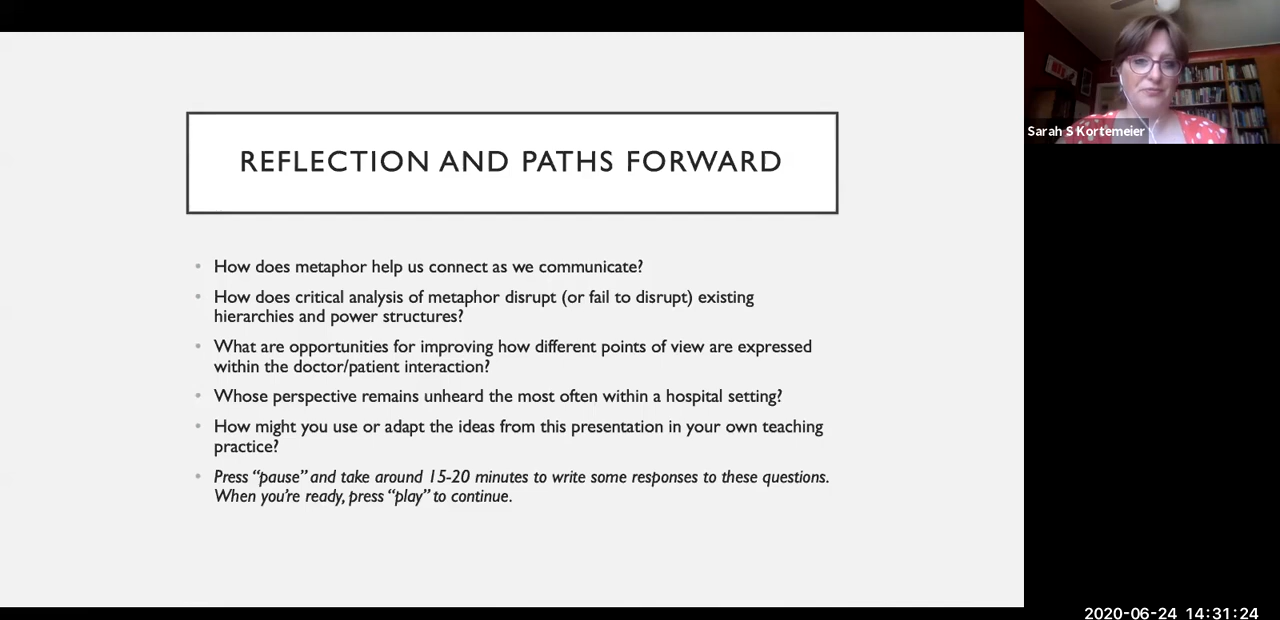 REFLECTION AND PATHS FORWARD
• How does metaphor help us connect as we communicate?
• How does critical analysis of metaphor disrupt (or fail to disrupt) existing
hierarchies and power structures?
• What are opportunities for improving how different points of view are expressed
within the doctor/patient interaction?
• Whose perspective remains unheard the most often within a hospital setting?
• How might you use or adapt the ideas from this presentation in your own teaching
practice?
• Press “pause” and take around 15-20 minutes to write some responses to these questions.
When you’re ready, press “play” to continue.
Sarah S Kortemeier
2020-06-24 14:31:24